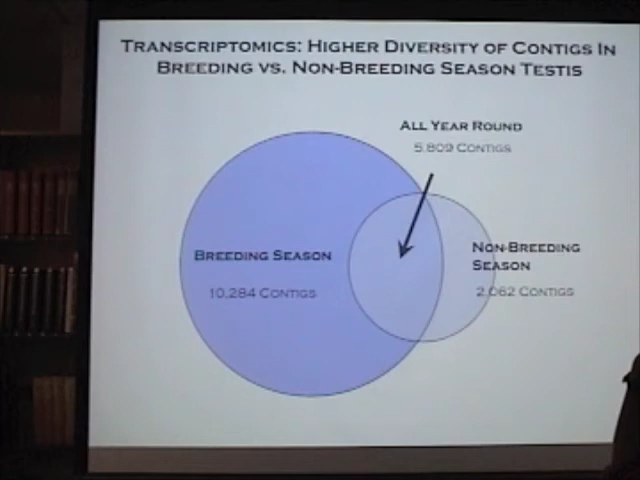 TRANSCRIPTOMICS: HIGHER DIVERSITY OF CONTIGS IN
BREEDING VS. NON-BREEDING SEASON TESTIS
ALL YEAR ROUND
5,809 CONTIGS
BREEDING SEASON
10,284 CONTIGS
NON-BREEDING
SEASON
2,062 CONTIGS